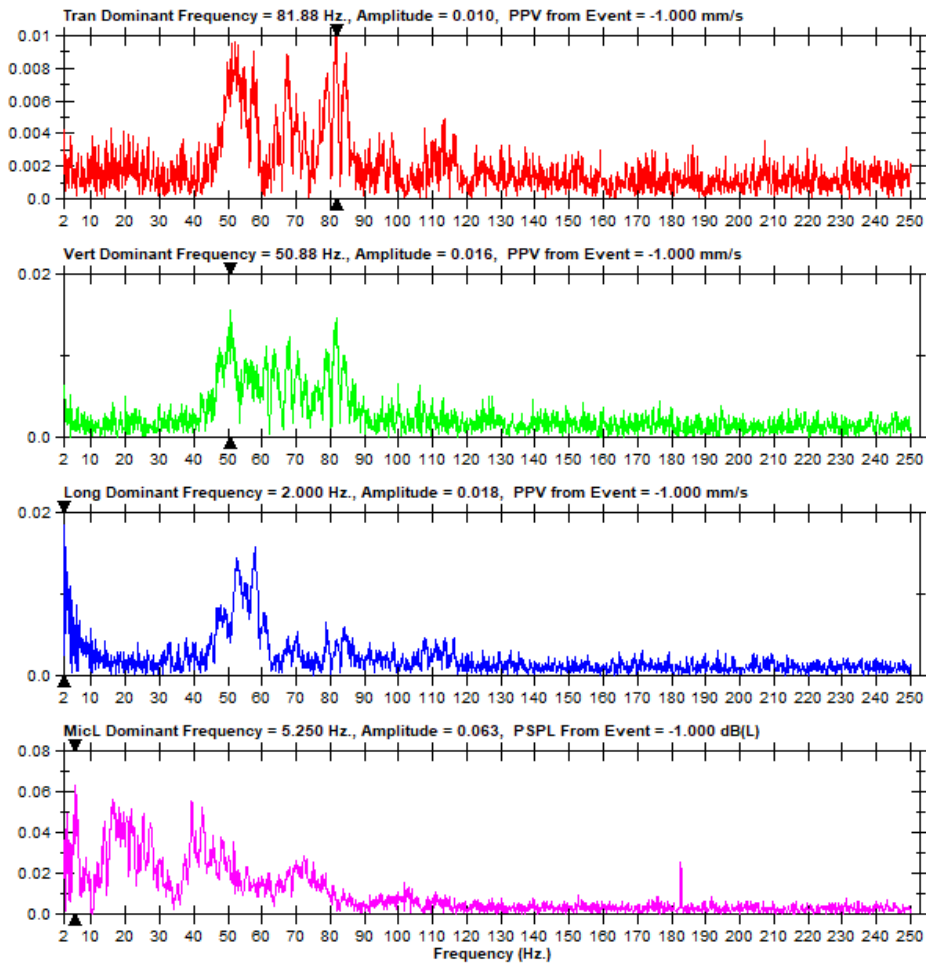 Tran Dominant Frequency = 81.88 Hz., Amplitude = 0.010,  PPV from Event = -1.000 mm/s
0.01
0.008
0.006
0.004
0.002
0.0
2 10 20 30 40 50 60 70 80 90 100 110 120 130 140 150 160 170 180 190 200 210 220 230 240 250
Vert Dominant Frequency = 50.88 Hz., Amplitude = 0.016,  PPV from Event = -1.000 mm/s
0.02
0.0
2 10 20 30 40 50 60 70 80 90 100 110 120 130 140 150 160 170 180 190 200 210 220 230 240 250
Long Dominant Frequency = 2.000 Hz., Amplitude = 0.018,  PPV from Event = -1.000 mm/s
0.02
0.0
2 10 20 30 40 50 60 70 80 90 100 110 120 130 140 150 160 170 180 190 200 210 220 230 240 250
MicL Dominant Frequency = 5.250 Hz., Amplitude = 0.063,  PSPL From Event = -1.000 dB(L)
0.08
0.06
0.04
0.02
0.0
2 10 20 30 40 50 60 70 80 90 100 110 120 130 140 150 160 170 180 190 200 210 220 230 240 250
Frequency (Hz.)